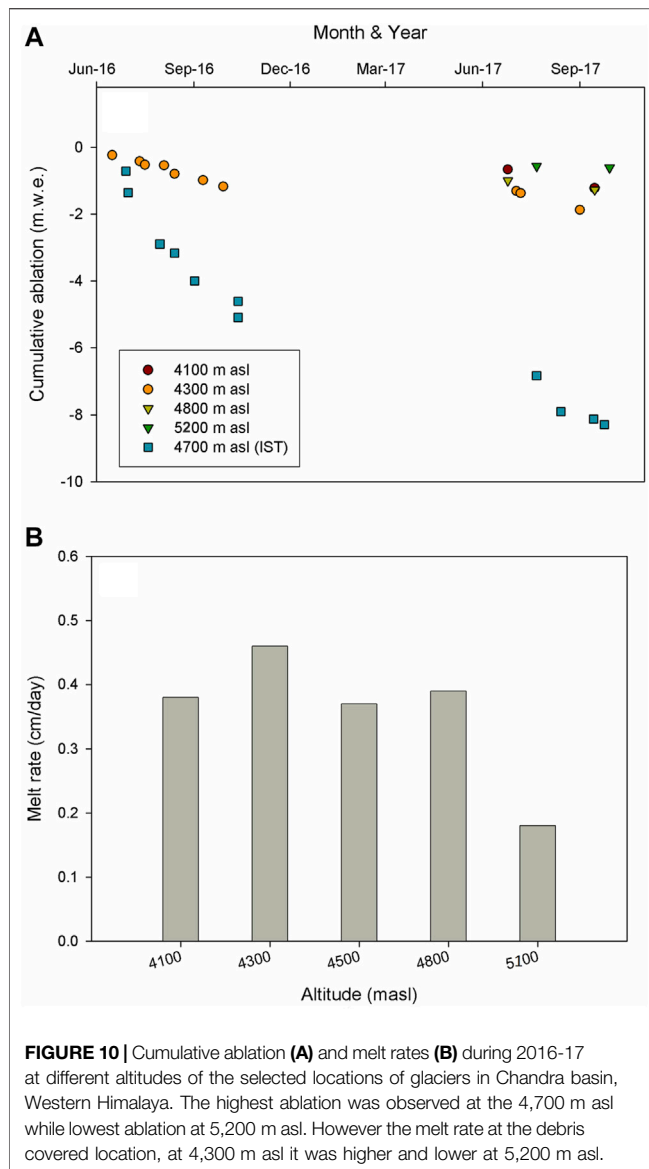 A
Month & Year
Jun-16 Sep-16 Dec-16 Mar-17 Jun-17 Sep-17
Cumulative ablation (m.w.e.)
0
-2
-4
-6
-8
-10
4100 m asl
4300 m asl
4800 m asl
5200 m asl
4700 m asl (IST)
B
Melt rate (cm/day)
0.6
0.5
0.4
0.3
0.2
0.1
0.0
4100 4300 4500 4800 5100
Altitude (masl)
FIGURE 10 | Cumulative ablation (A) and melt rates (B) during 2016-17
at different altitudes of the selected locations of glaciers in Chandra basin,
Western Himalaya. The highest ablation was observed at the 4,700 m asl
while lowest ablation at 5,200 m asl. However the melt rate at the debris
covered location, at 4,300 m asl it was higher and lower at 5,200 m asl.